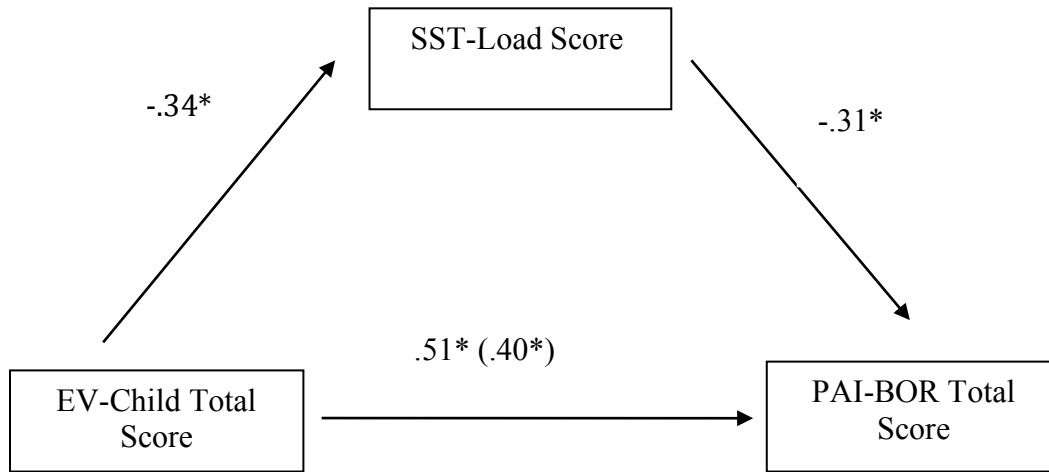 SST-Load Score
-.34*
-.31*
.51* (.40*)
EV-Child Total
Score
PAI-BOR Total
Score